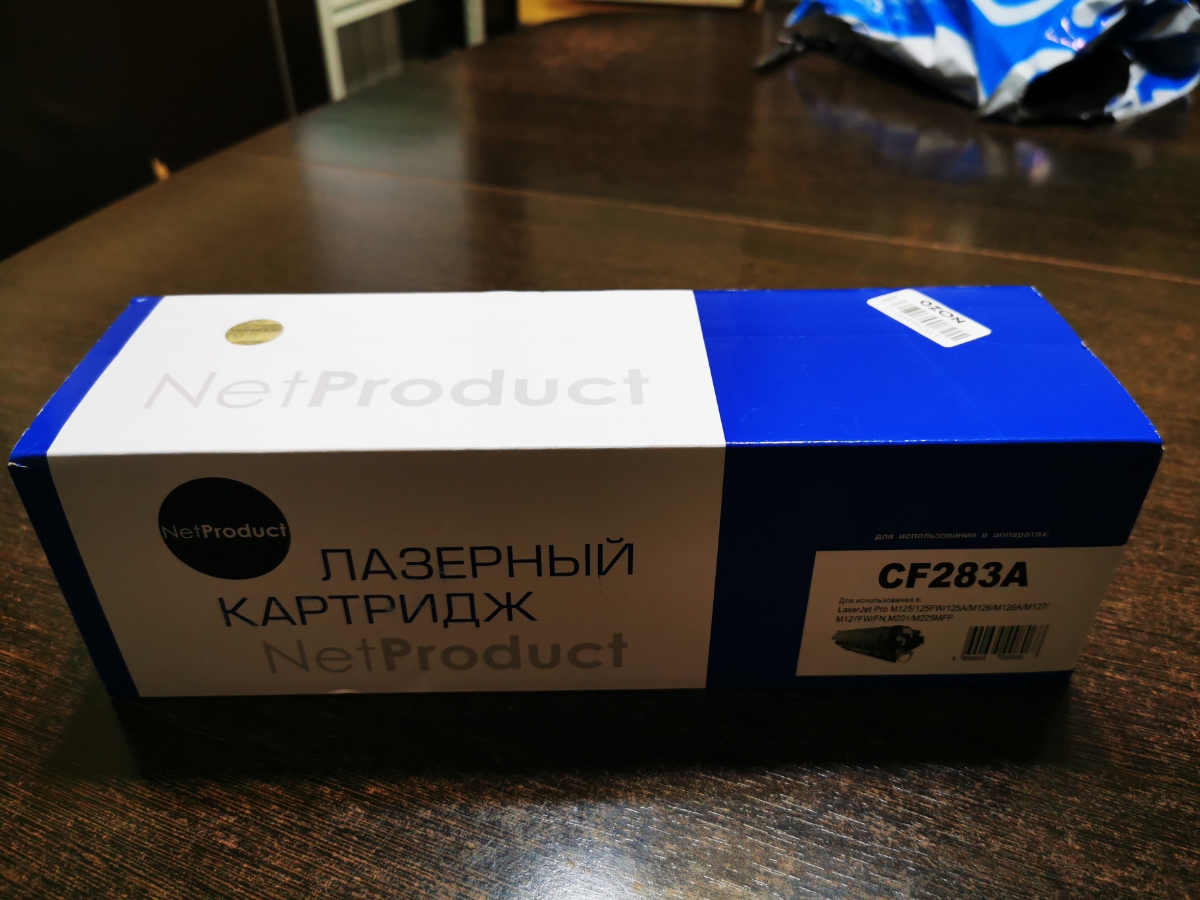 OZON
NetProduct
NetProduct
ЛАЗЕРНЫЙ
КАРТРИДЖ
NetProduct
для использования в аппаратах:
CF283A
Для использования в:
LaserJet Pro M125/125FW/125A/M126/M126A/M127/
M127FW/FN,M201/M225MFP